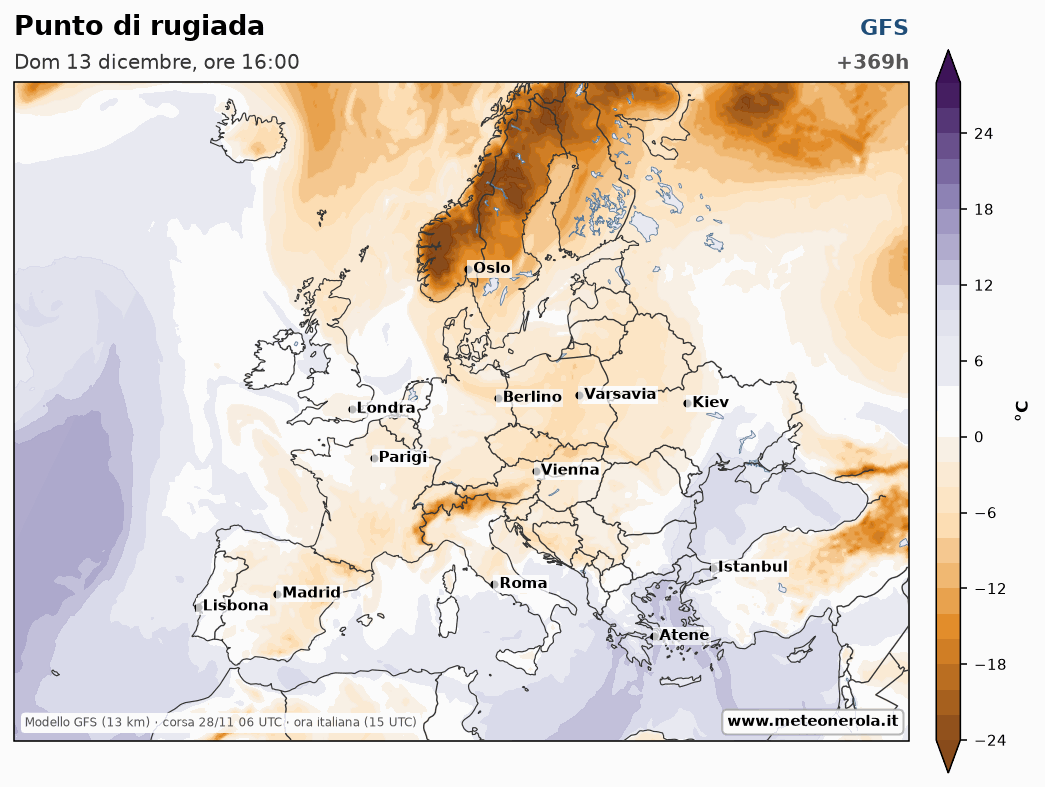 Punto di rugiada
GFS
Dom 13 dicembre, ore 16:00
+369h
Oslo
Berlino
Varsavia
Kiev
Londra
Parigi
Vienna
Istanbul
Roma
Madrid
Lisbona
Atene
Modello GFS (13 km) · corsa 28/11 06 UTC · ora italiana (15 UTC)
www.meteonerola.it
24
18
12
6
0
−6
−12
−18
−24
°C